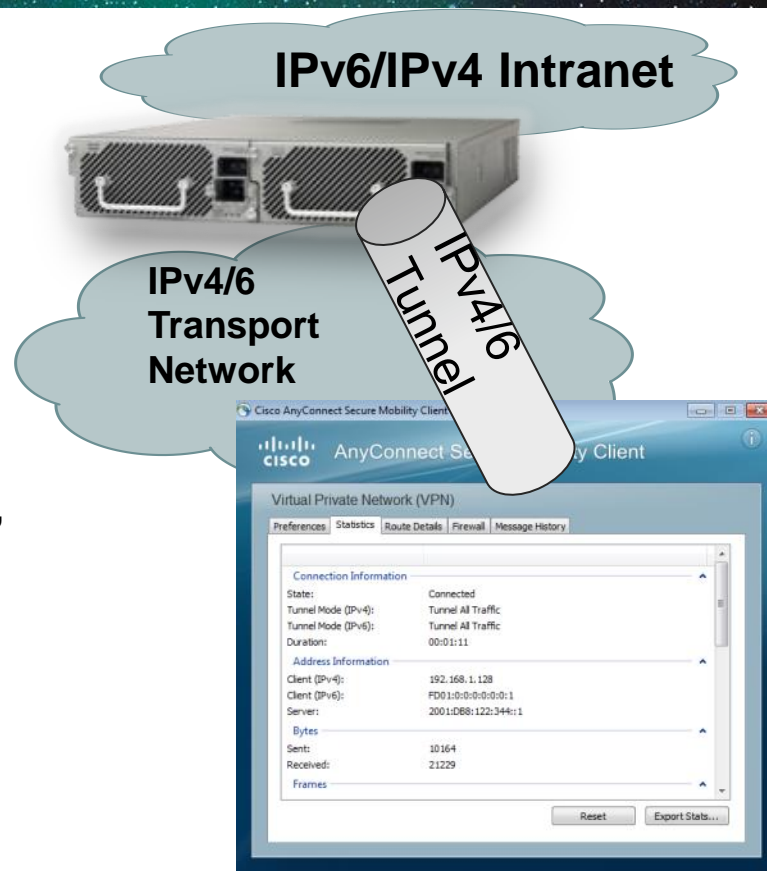 IPv6/IPv4 Intranet
IPv4/6
Transport
Network
IPv4/6
Tunnel
Cisco AnyConnect Secure Mobility Client
CISCO AnyConnect Se ty Client
Virtual Private Network (VPN)
Preferences Statistics Route Details Firewall Message History
Connection Information
State: Connected
Tunnel Mode (IPv4): Tunnel All Traffic
Tunnel Mode (IPv6): Tunnel All Traffic
Duration: 00:01:11
Address Information
Client (IPv4): 192.168.1.128
Client (IPv6): FD01:0:0:0:0:0:0:1
Server: 2001:DB8:122:344::1
Bytes
Sent: 10164
Received: 21229
Frames
Reset Export Stats...